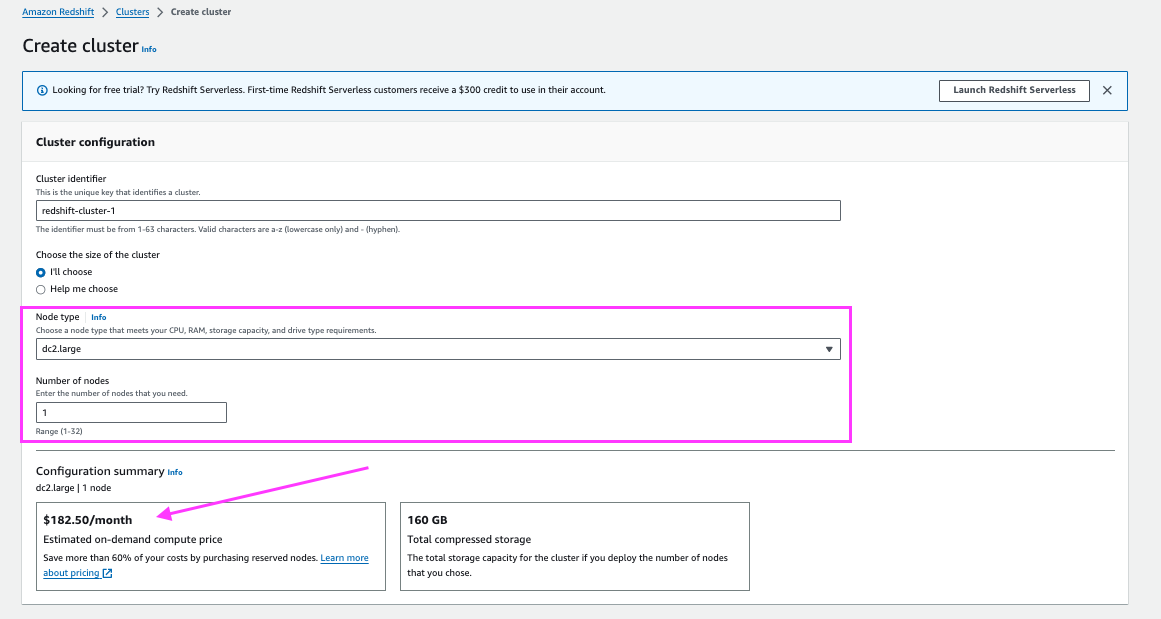 Amazon Redshift > Clusters > Create cluster
Create cluster Info
Looking for free trial? Try Redshift Serverless. First-time Redshift Serverless customers receive a $300 credit to use in their account.
Launch Redshift Serverless
Cluster configuration
Cluster identifier
This is the unique key that identifies a cluster.
redshift-cluster-1
The identifier must be from 1-63 characters. Valid characters are a-z (lowercase only) and - (hyphen).
Choose the size of the cluster
I'll choose
Help me choose
Node type Info
Choose a node type that meets your CPU, RAM, storage capacity, and drive type requirements.
dc2.large
Number of nodes
Enter the number of nodes that you need.
1
Range (1-32)
Configuration summary Info
dc2.large | 1 node
$182.50/month
Estimated on-demand compute price
Save more than 60% of your costs by purchasing reserved nodes. Learn more
about pricing
160 GB
Total compressed storage
The total storage capacity for the cluster if you deploy the number of nodes
that you chose.